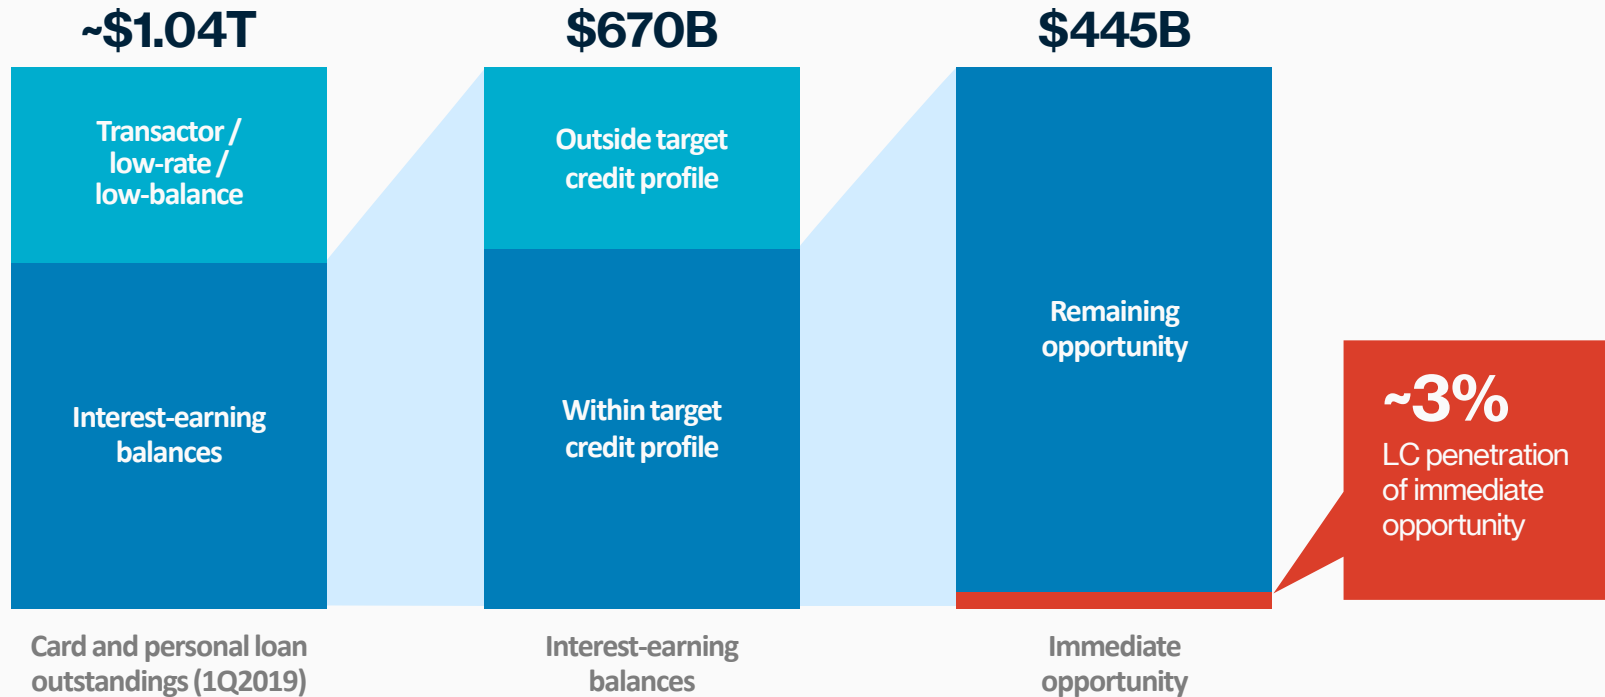 ~$1.04T
Transactor /
low-rate /
low-balance
Interest-earning
balances
Card and personal loan
outstandings (1Q2019)
$670B
Outside target
credit profile
Within target
credit profile
Interest-earning
balances
$445B
Remaining
opportunity
Immediate
opportunity
~3%
LC penetration
of immediate
opportunity